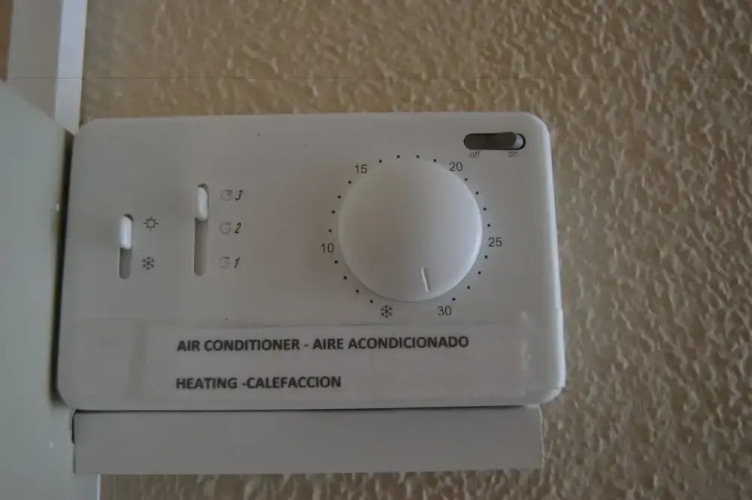 off on
3
2
1
15
20
10
25
30
AIR CONDITIONER - AIRE ACONDICIONADO
HEATING -CALEFACCION